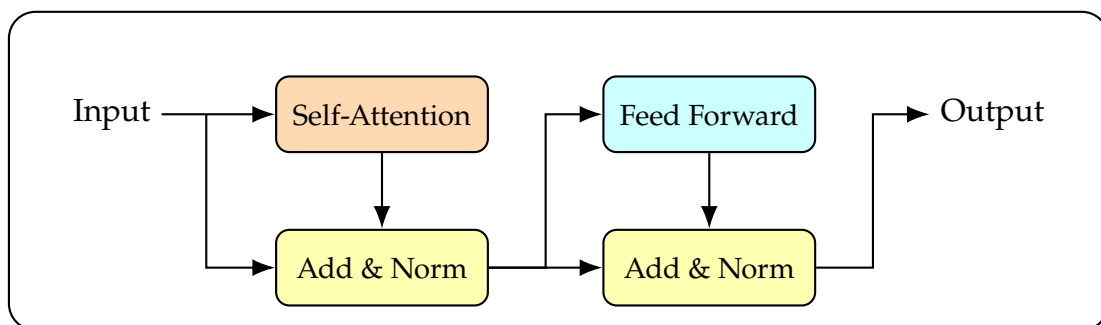 Input
Self-Attention
Feed Forward
Output
Add & Norm
Add & Norm